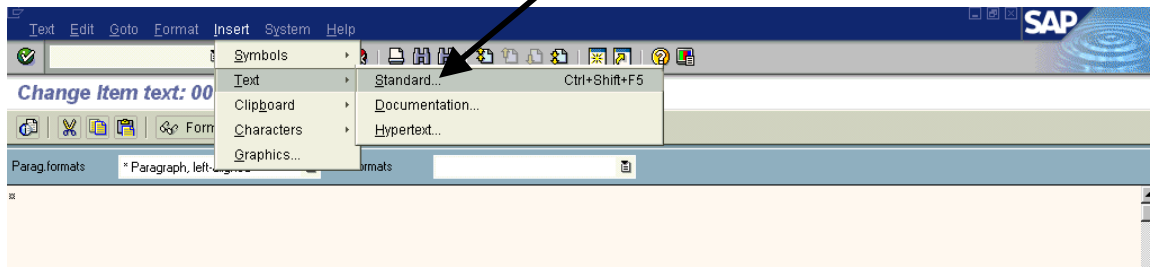 Text Edit Goto Format Insert System Help
SAP
Symbols
Text
Standard... Ctrl+Shift+F5
Change Item text: 00
Clipboard
Documentation...
Form
Characters
Hypertext...
Graphics...
Parag.formats * Paragraph, left-